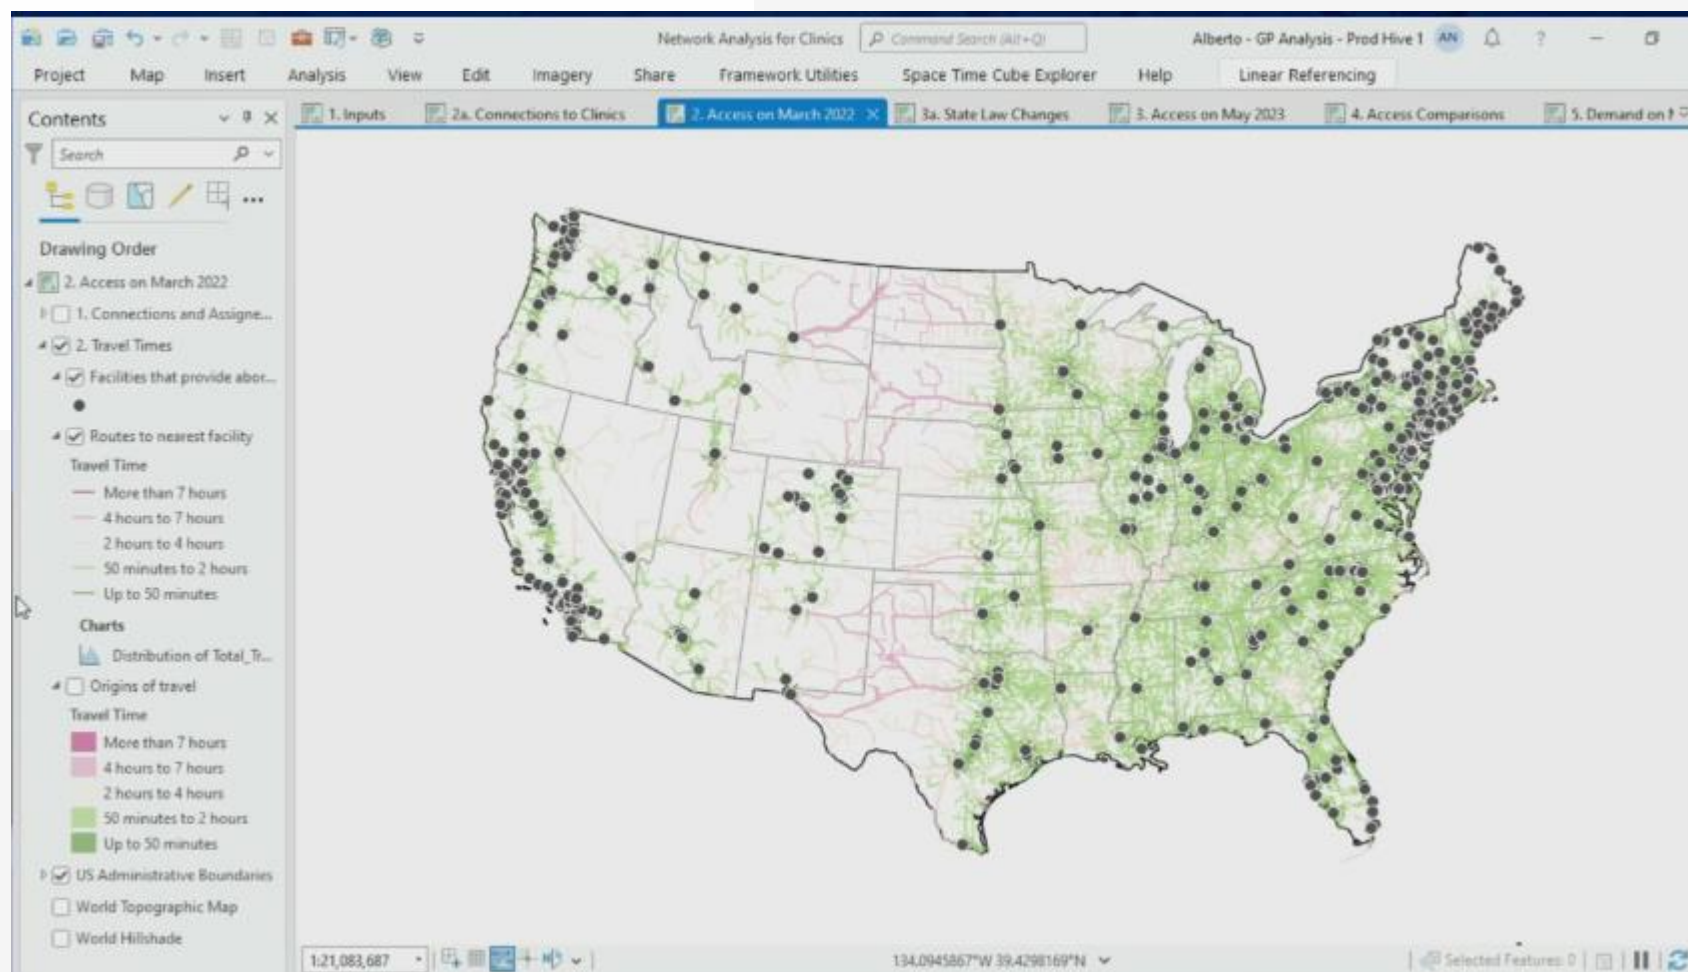 Network Analysis for Clinics
Command Search (Alt+Q)
Alberto - GP Analysis - Prod Hive 1
AN
?
Project
Map
Insert
Analysis
View
Edit
Imagery
Share
Framework Utilities
Space Time Cube Explorer
Help
Linear Referencing
Contents
1. Inputs
2a. Connections to Clinics
2. Access on March 2022
3a. State Law Changes
3. Access on May 2023
4. Access Comparisons
5. Demand on
Search
Drawing Order
2. Access on March 2022
1. Connections and Assigne...
2. Travel Times
Facilities that provide abor...
Routes to nearest facility
Travel Time
More than 7 hours
4 hours to 7 hours
2 hours to 4 hours
50 minutes to 2 hours
Up to 50 minutes
Charts
Distribution of Total_Tr...
Origins of travel
Travel Time
More than 7 hours
4 hours to 7 hours
2 hours to 4 hours
50 minutes to 2 hours
Up to 50 minutes
US Administrative Boundaries
World Topographic Map
World Hillshade
1:21,083,687
134.0945867°W 39.4298169°N
Selected Features: 0